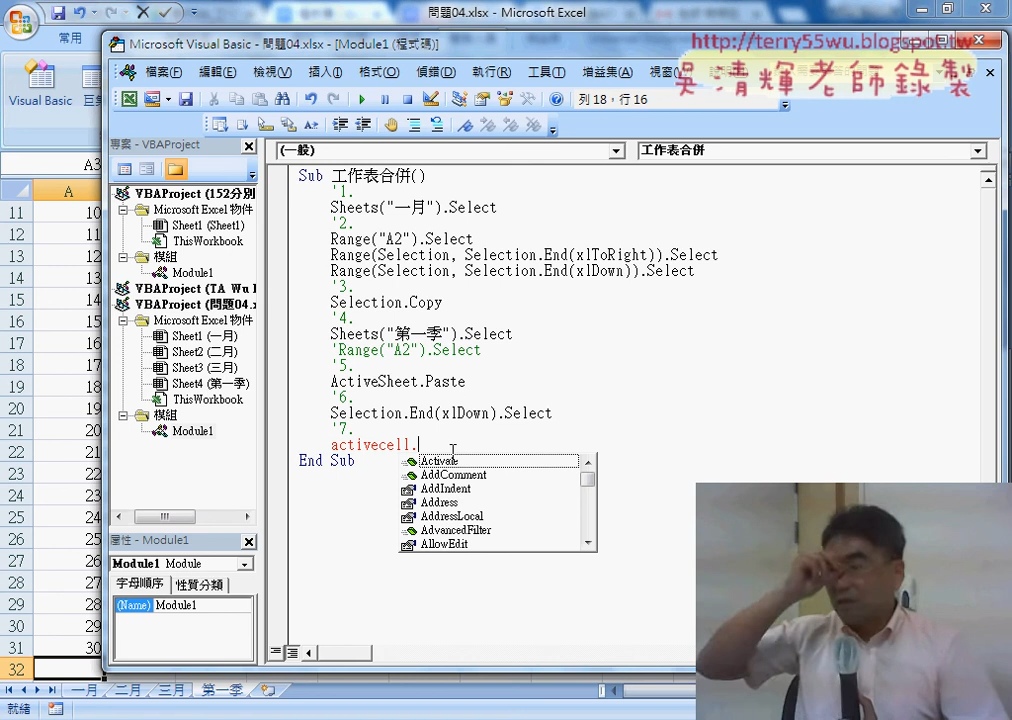 問題04.xlsx - Microsoft Excel
常用
Microsoft Visual Basic - 問題04.xlsx - [Module1 (程式碼)]
http://terry55wu.blogspot.tw
吳清輝老師錄製
檔案(F) 編輯(E) 檢視(V) 插入(I) 格式(O) 偵錯(D) 執行(R) 工具(T) 增益集(A) 視窗
Visual Basic
列 18，行 16
專案 - VBAProject
(一般)
工作表合併
A
VBAProject (152分別
Microsoft Excel 物件
Sheet1 (Sheet1)
ThisWorkbook
模組
Module1
VBAProject (TA Wu
VBAProject (問題04.x
Microsoft Excel 物件
Sheet1 (一月)
Sheet2 (二月)
Sheet3 (三月)
Sheet4 (第一季)
ThisWorkbook
模組
Module1
Sub 工作表合併()
'1.
Sheets("一月").Select
'2.
Range("A2").Select
Range(Selection, Selection.End(xlToRight)).Select
Range(Selection, Selection.End(xlDown)).Select
'3.
Selection.Copy
'4.
Sheets("第一季").Select
'Range("A2").Select
'5.
ActiveSheet.Paste
'6.
Selection.End(xlDown).Select
'7.
activecell.
End Sub
Activate
AddComment
AddIndent
Address
AddressLocal
AdvancedFilter
AllowEdit
屬性 - Module1
Module1 Module
字母順序 性質分類
(Name) Module1
11 10
12 11
13 12
14 13
15 14
16 15
17 16
18 17
19 18
20 19
21 20
22 21
23 22
24 23
25 24
26 25
27 26
28 27
29 28
30 29
31 30
32
一月 二月 三月 第一季
就緒